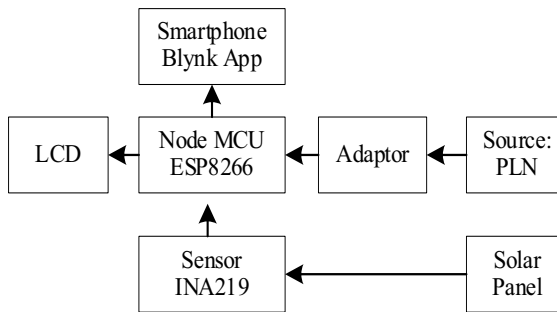 Smartphone
Blynk App
LCD
Node MCU
ESP8266
Adaptor
Source:
PLN
Sensor
INA219
Solar
Panel